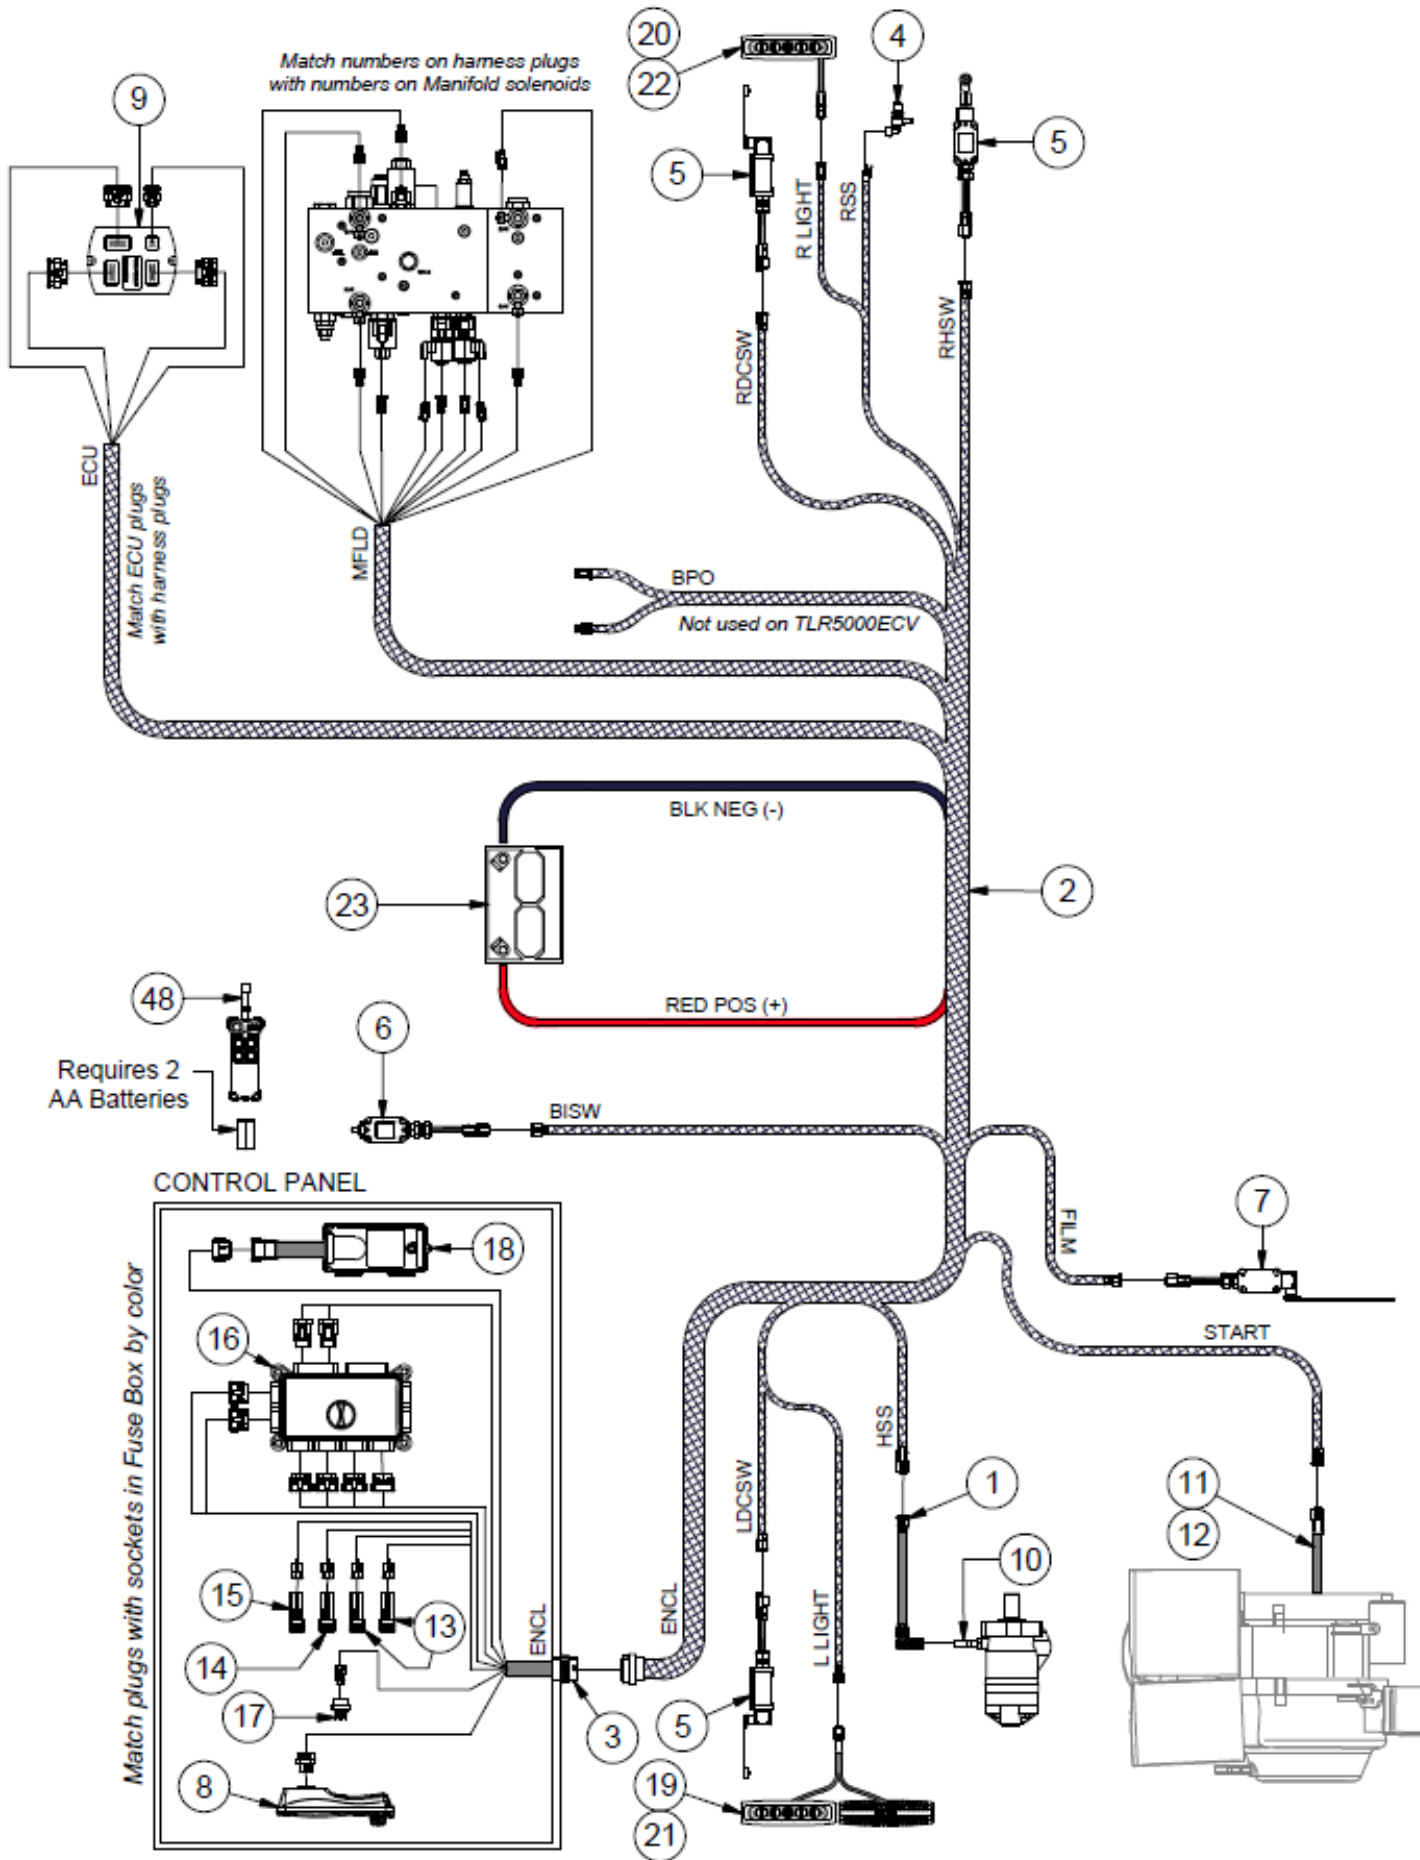 20
22
4
Match numbers on harness plugs
with numbers on Manifold solenoids
9
5
5
R LIGHT
RSS
RHSW
RDCSW
ECU
Match ECU plugs
with harness plugs
MFLD
BPO
Not used on TLR5000ECV
BLK NEG (-)
23
2
RED POS (+)
48
6
Requires 2
AA Batteries
BISW
CONTROL PANEL
FILM
7
18
START
16
Match plugs with sockets in Fuse Box by color
HSS
LDCSW
1
11
12
10
15
13
14
ENCL
ENCL
L LIGHT
17
3
5
8
19
21